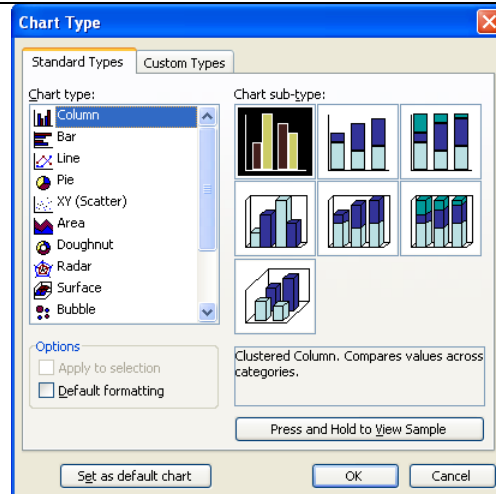 Chart Type
Standard Types
Custom Types
Chart type:
Column
Bar
Line
Pie
XY (Scatter)
Area
Doughnut
Radar
Surface
Bubble
Chart sub-type:
Options
Apply to selection
Default formatting
Clustered Column. Compares values across
categories.
Press and Hold to View Sample
Set as default chart
OK
Cancel